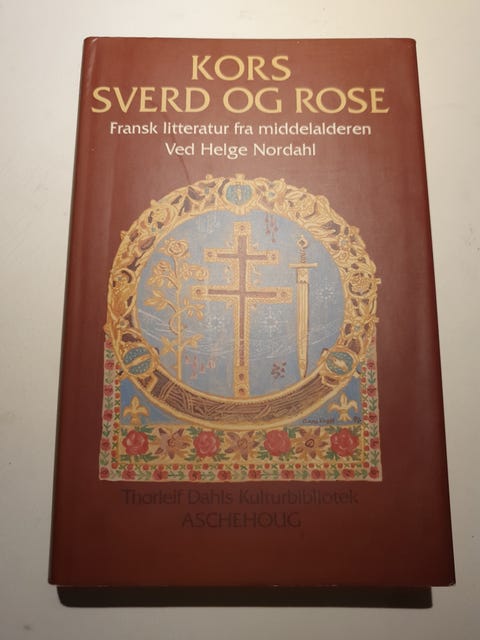 KORS
SVERD OG ROSE
Fransk litteratur fra middelalderen
Ved Helge Nordahl
Thorleif Dahls Kulturbibliotek
ASCHEHOUG